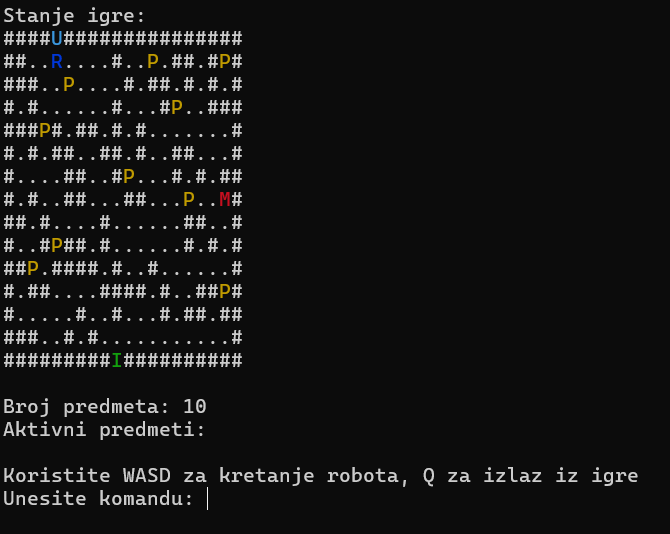 Stanje igre:
####U###############
##..R....#..P.##.#P#
###..P....#.##.#.#.#
#.#......#...#P..###
###P#.##.#.#.......#
#.#.##..##.#..##...#
#....##..#P...#.#.##
#.#..##...##...P..M#
##.#....#......##..#
#..#P##.#......#.#.#
##P.####.#..#......#
#.##....####.#..##P#
#.....#..#...#.##.##
###..#.#...........#
#########I##########
Broj predmeta: 10
Aktivni predmeti:
Koristite WASD za kretanje robota, Q za izlaz iz igre
Unesite komandu: